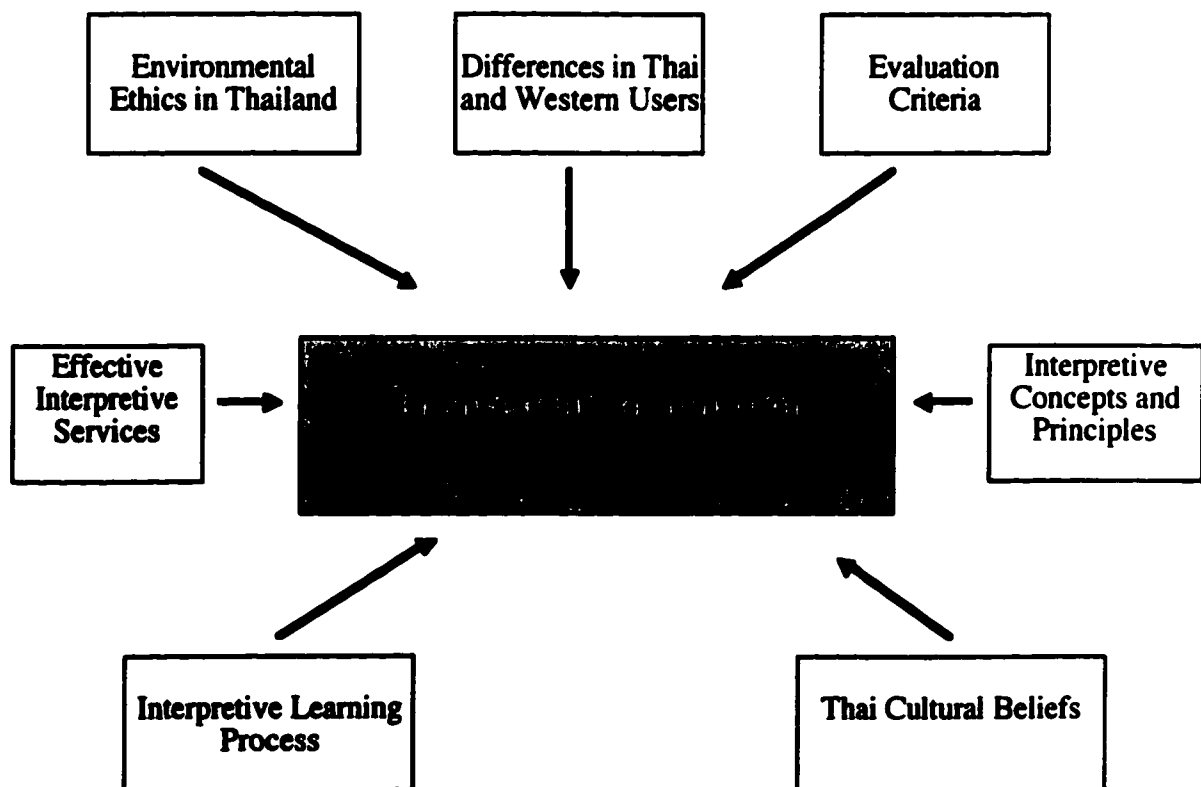 Environmental
Ethics in Thailand
Differences in Thai
and Western Users
Evaluation
Criteria
Effective
Interpretive
Services
Interpretive
Concepts and
Principles
Interpretive Learning
Process
Thai Cultural Beliefs